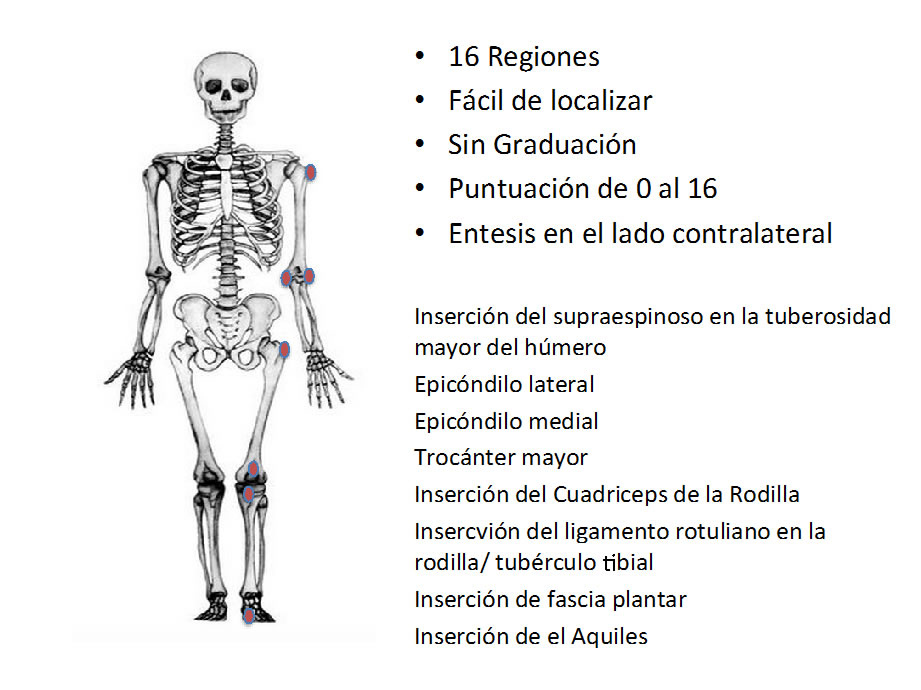 • 16 Regiones
• Fácil de localizar
• Sin Graduación
• Puntuación de 0 al 16
• Entesis en el lado contralateral
Inserción del supraespinoso en la tuberosidad
mayor del húmero
Epicóndilo lateral
Epicóndilo medial
Trocánter mayor
Inserción del Cuadriceps de la Rodilla
Insercvión del ligamento rotuliano en la
rodilla/ tubérculo tibial
Inserción de fascia plantar
Inserción de el Aquiles